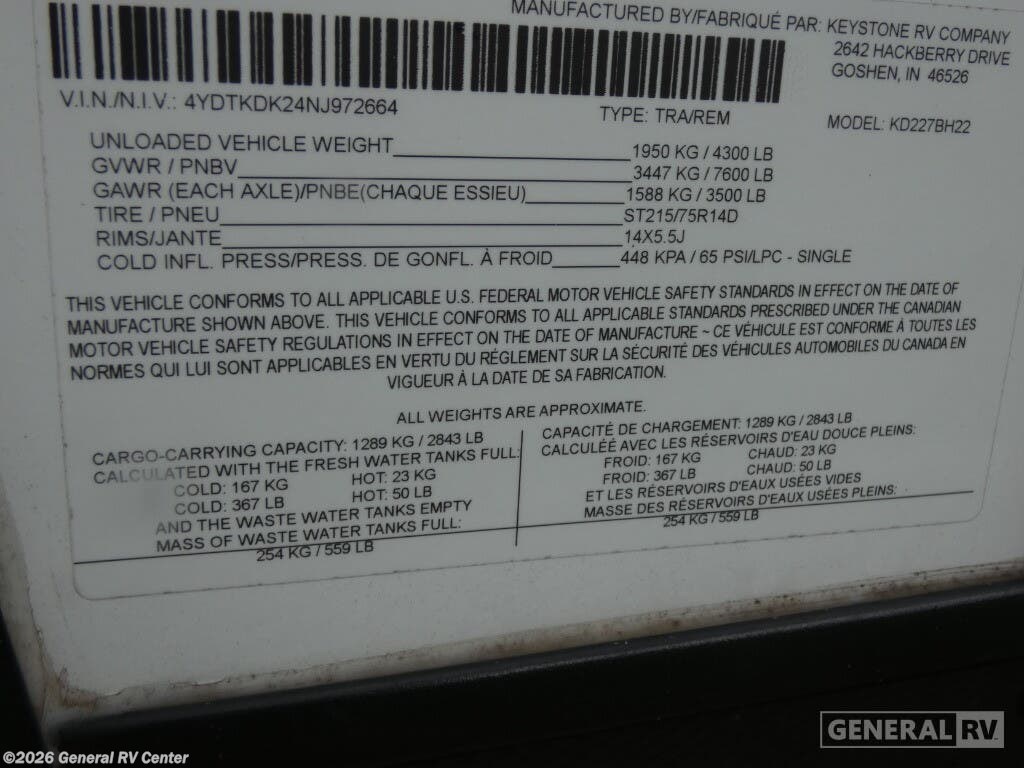 MANUFACTURED BY/FABRIQUÉ PAR: KEYSTONE RV COMPANY
2642 HACKBERRY DRIVE
GOSHEN, IN 46526
V.I.N./N.I.V.: 4YDTKDK24NJ972664
TYPE: TRA/REM
MODEL: KD227BH22
UNLOADED VEHICLE WEIGHT 1950 KG / 4300 LB
GVWR / PNBV 3447 KG / 7600 LB
GAWR (EACH AXLE)/PNBE(CHAQUE ESSIEU) 1588 KG / 3500 LB
TIRE / PNEU ST215/75R14D
RIMS/JANTE 14X5.5J
COLD INFL. PRESS/PRESS. DE GONFL. À FROID 448 KPA / 65 PSI/LPC - SINGLE
THIS VEHICLE CONFORMS TO ALL APPLICABLE U.S. FEDERAL MOTOR VEHICLE SAFETY STANDARDS IN EFFECT ON THE DATE OF
MANUFACTURE SHOWN ABOVE. THIS VEHICLE CONFORMS TO ALL APPLICABLE STANDARDS PRESCRIBED UNDER THE CANADIAN
MOTOR VEHICLE SAFETY REGULATIONS IN EFFECT ON THE DATE OF MANUFACTURE ~ CE VÉHICULE EST CONFORME À TOUTES LES
NORMES QUI LUI SONT APPLICABLES EN VERTU DU RÉGLEMENT SUR LA SÉCURITÉ DES VÉHICULES AUTOMOBILES DU CANADA EN
VIGUEUR À LA DATE DE SA FABRICATION.
ALL WEIGHTS ARE APPROXIMATE.
CARGO-CARRYING CAPACITY: 1289 KG / 2843 LB
CALCULATED WITH THE FRESH WATER TANKS FULL:
COLD: 167 KG HOT: 23 KG
COLD: 367 LB HOT: 50 LB
AND THE WASTE WATER TANKS EMPTY
MASS OF WASTE WATER TANKS FULL:
254 KG / 559 LB
CAPACITÉ DE CHARGEMENT: 1289 KG / 2843 LB
CALCULÉE AVEC LES RÉSERVOIRS D'EAU DOUCE PLEINS:
FROID: 167 KG CHAUD: 23 KG
FROID: 367 LB CHAUD: 50 LB
ET LES RÉSERVOIRS D'EAUX USÉES VIDES
MASSE DES RÉSERVOIRS D'EAUX USÉES PLEINS:
254 KG / 559 LB
GENERAL RV
©2026 General RV Center